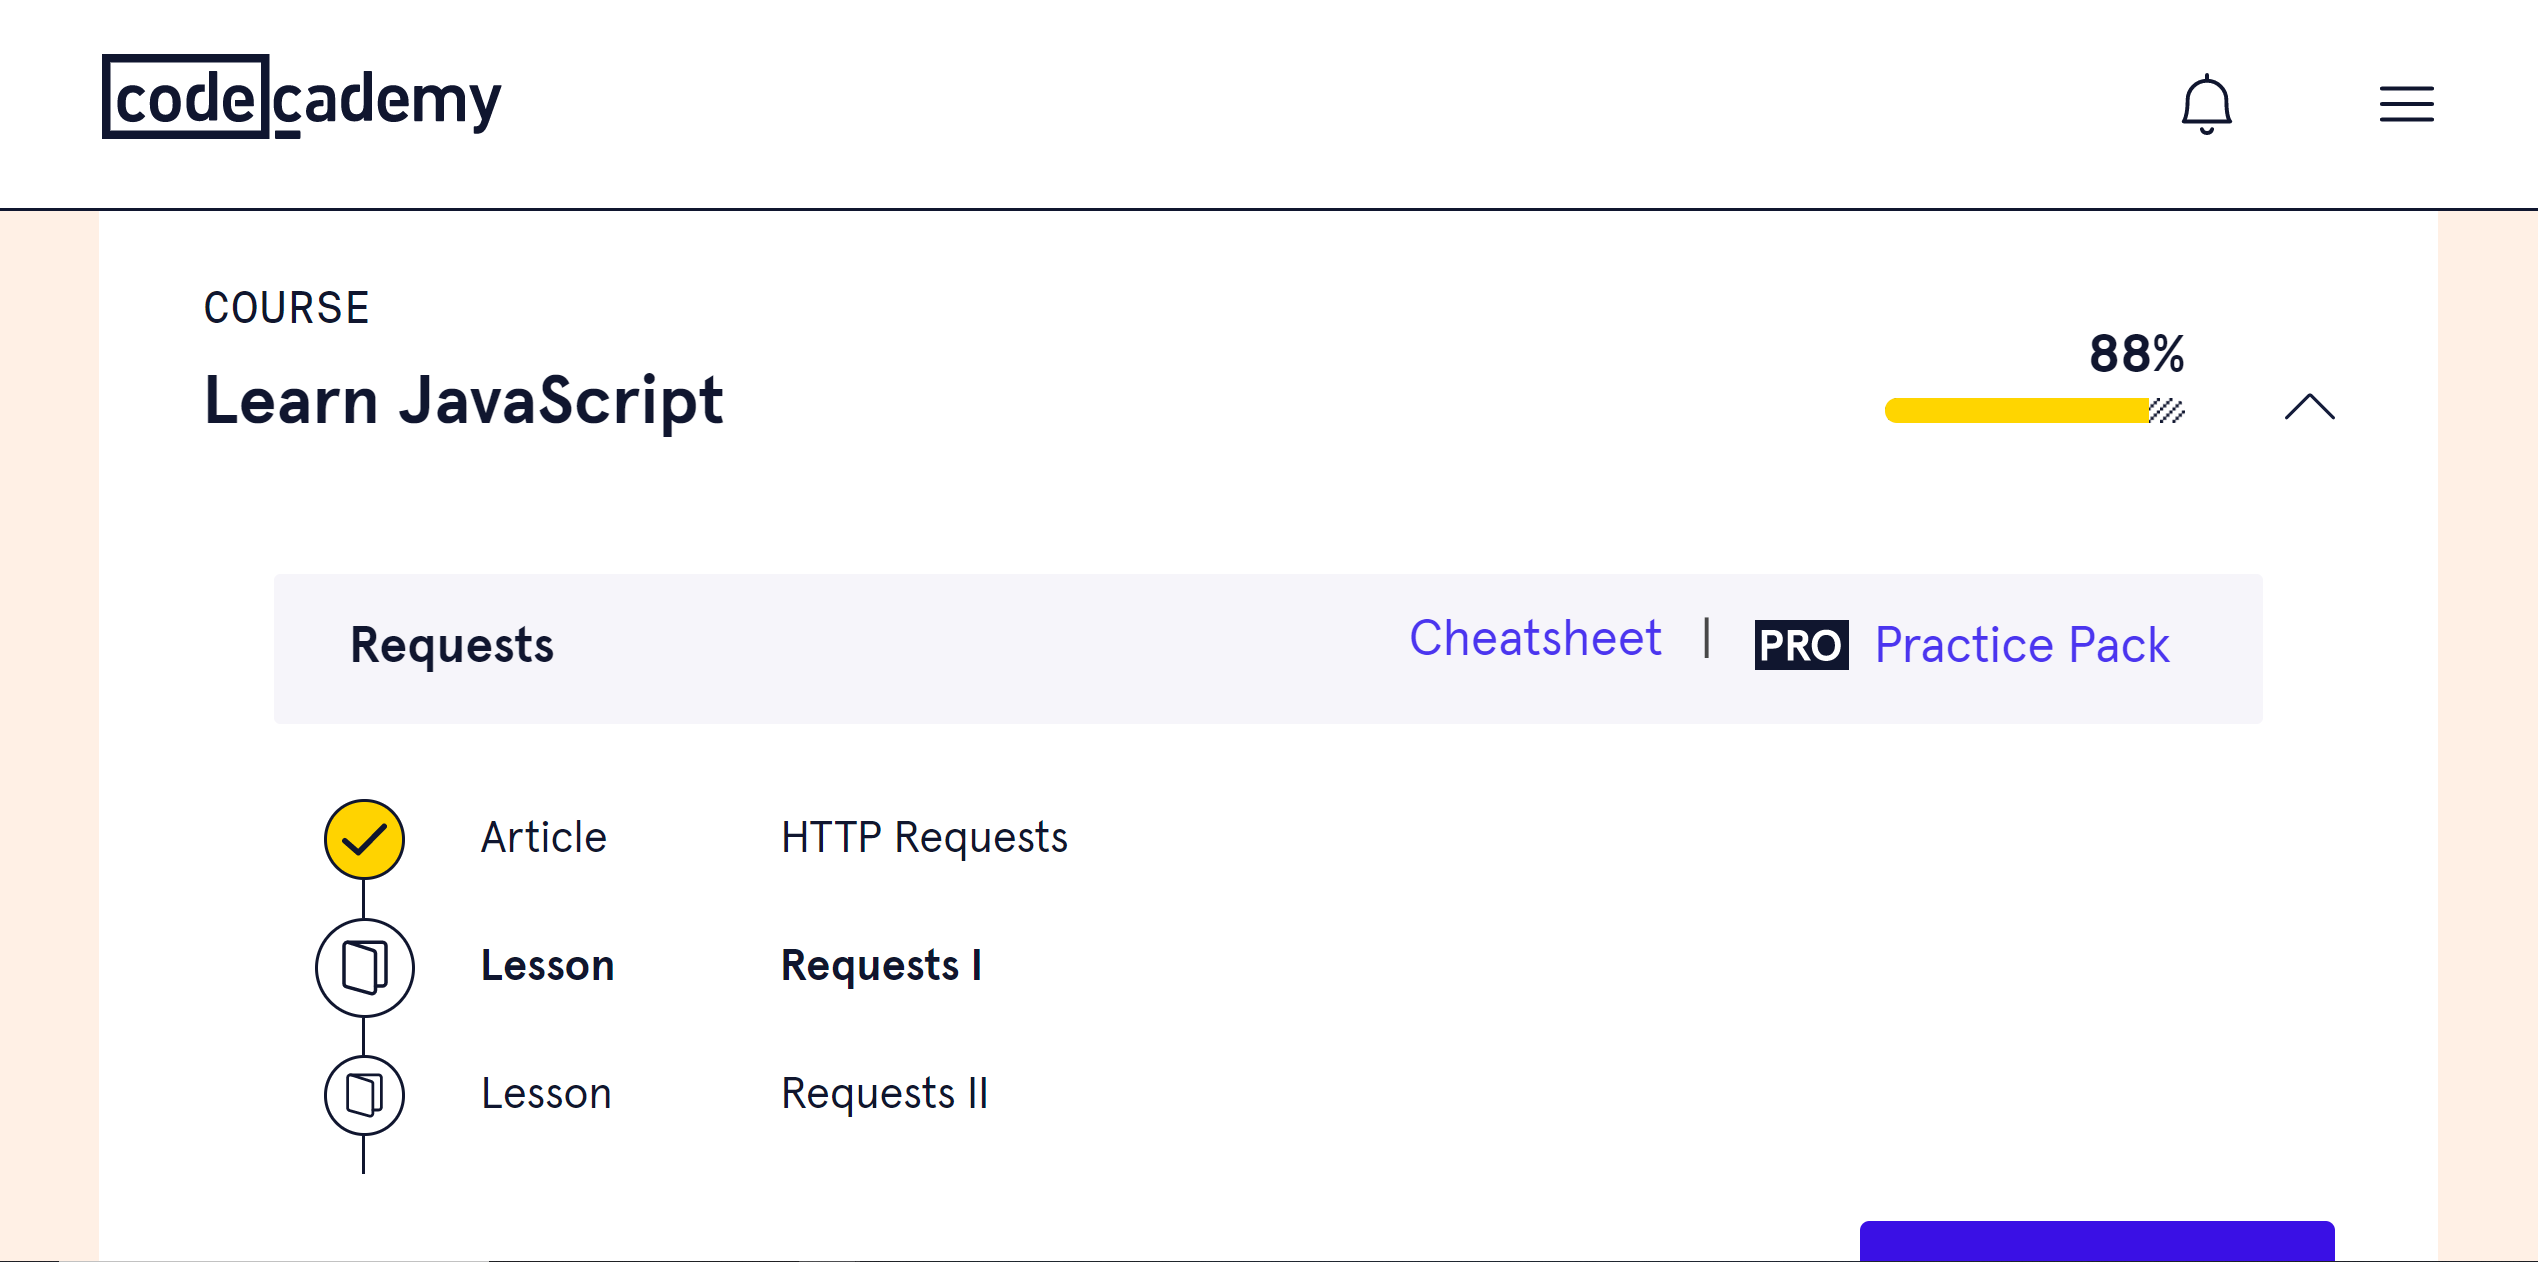 codecademy
COURSE
Learn JavaScript
88%
Requests
Cheatsheet | PRO Practice Pack
Article HTTP Requests
Lesson Requests I
Lesson Requests II